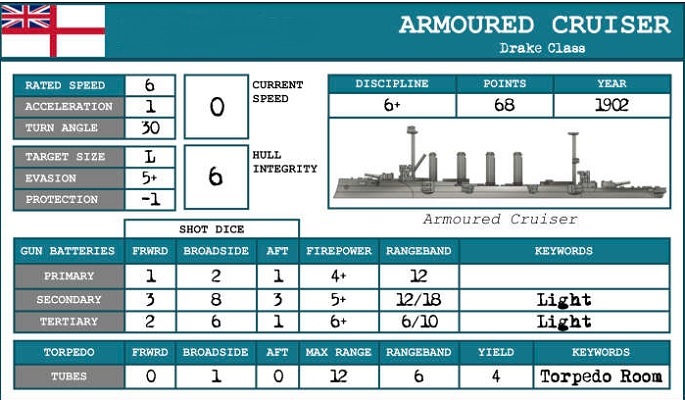 ARMOURED CRUISER
Drake Class
RATED SPEED 6
ACCELERATION 1
TURN ANGLE 30
0 CURRENT SPEED
TARGET SIZE L
EVASION 5+
PROTECTION -1
6 HULL INTEGRITY
DISCIPLINE POINTS YEAR
6+ 68 1902
Armoured Cruiser
SHOT DICE
GUN BATTERIES FRWRD BROADSIDE AFT FIREPOWER RANGEBAND KEYWORDS
PRIMARY 1 2 1 4+ 12
SECONDARY 3 8 3 5+ 12/18 Light
TERTIARY 2 6 1 6+ 6/10 Light
TORPEDO FRWRD BROADSIDE AFT MAX RANGE RANGEBAND YIELD KEYWORDS
TUBES 0 1 0 12 6 4 Torpedo Room